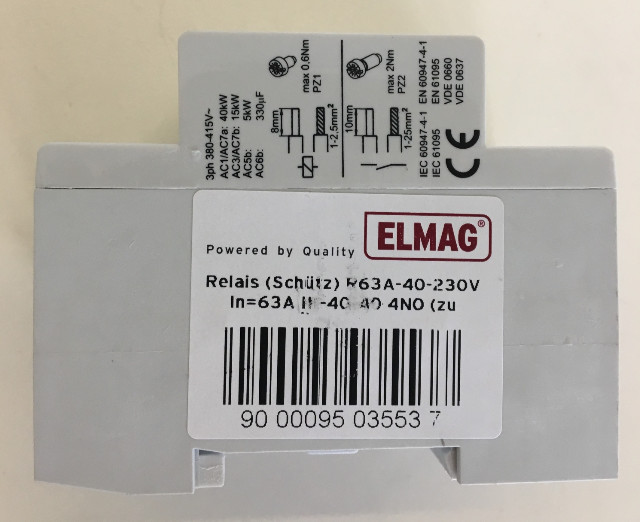 3ph 380-415V~
AC1/AC7a: 40kW
AC3/AC7b: 15kW
AC5b: 5kW
AC6b: 330μF
max 0,6Nm
PZ1
8mm
1-2,5mm²
max 2Nm
PZ2
10mm
1-25mm²
IEC 60947-4-1 EN 60947-4-1
IEC 61095 EN 61095
VDE 0660
VDE 0637
CE
Powered by Quality
ELMAG®
Relais (Schütz) R63A-40-230V
In=63A 4NO (zu
90 00095 03553 7